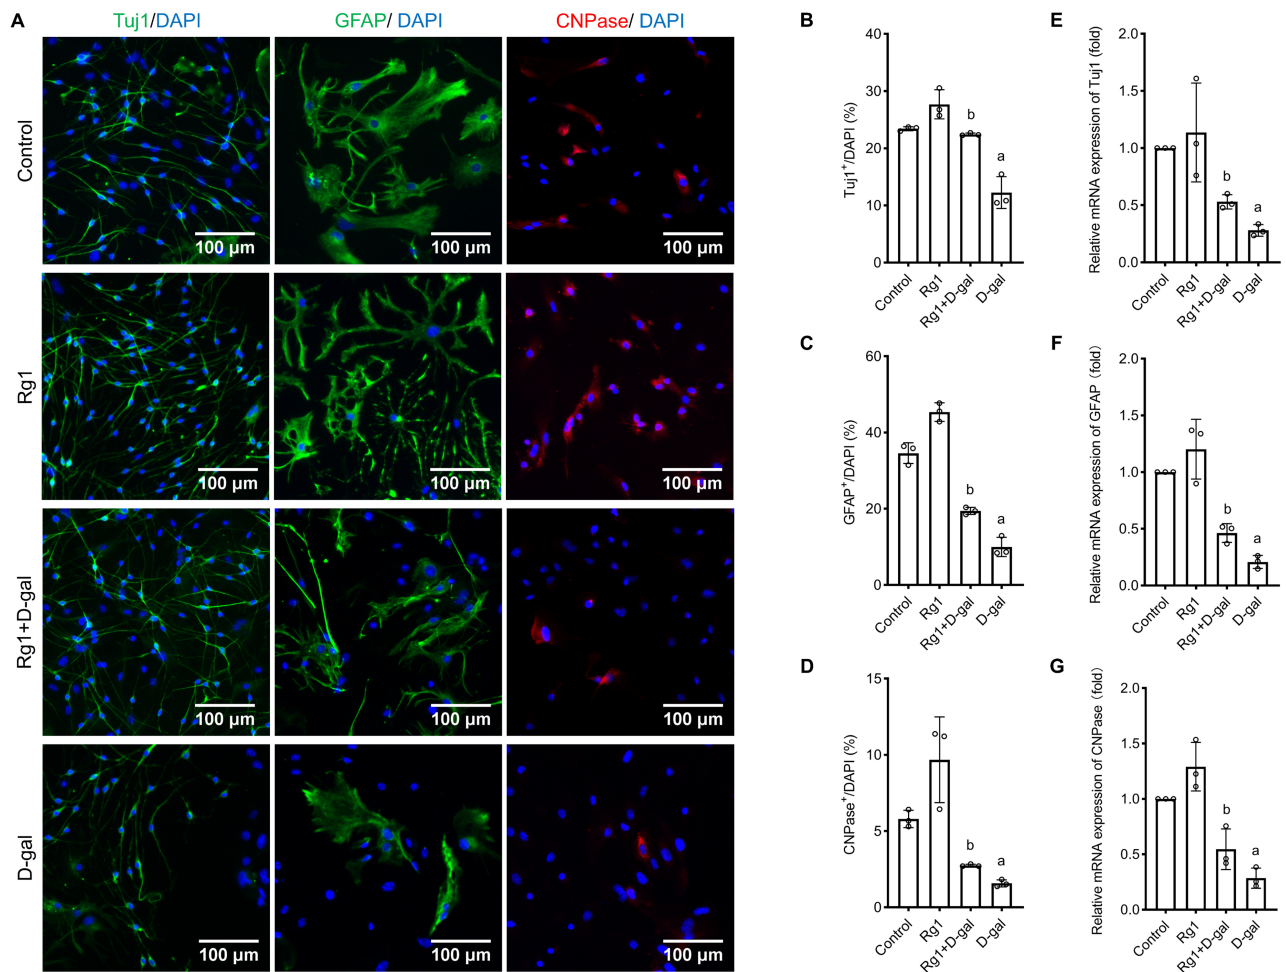 A
Tuj1/DAPI
GFAP/ DAPI
CNPase/ DAPI
Control
100 µm
100 µm
100 µm
Rg1
100 µm
100 µm
100 µm
Rg1+D-gal
100 µm
100 µm
100 µm
D-gal
100 µm
100 µm
100 µm
B
Tuj1+/DAPI (%)
40
30
20
10
0
b
a
Control
Rg1
Rg1+D-gal
D-gal
C
GFAP+/DAPI (%)
60
40
20
0
b
a
Control
Rg1
Rg1+D-gal
D-gal
D
CNPase+/DAPI (%)
15
10
5
0
b
a
Control
Rg1
Rg1+D-gal
D-gal
E
Relative mRNA expression of Tuj1 (fold)
2.0
1.5
1.0
0.5
0.0
b
a
Control
Rg1
Rg1+D-gal
D-gal
F
Relative mRNA expression of GFAP (fold)
2.0
1.5
1.0
0.5
0.0
b
a
Control
Rg1
Rg1+D-gal
D-gal
G
Relative mRNA expression of CNPase (fold)
2.0
1.5
1.0
0.5
0.0
b
a
Control
Rg1
Rg1+D-gal
D-gal